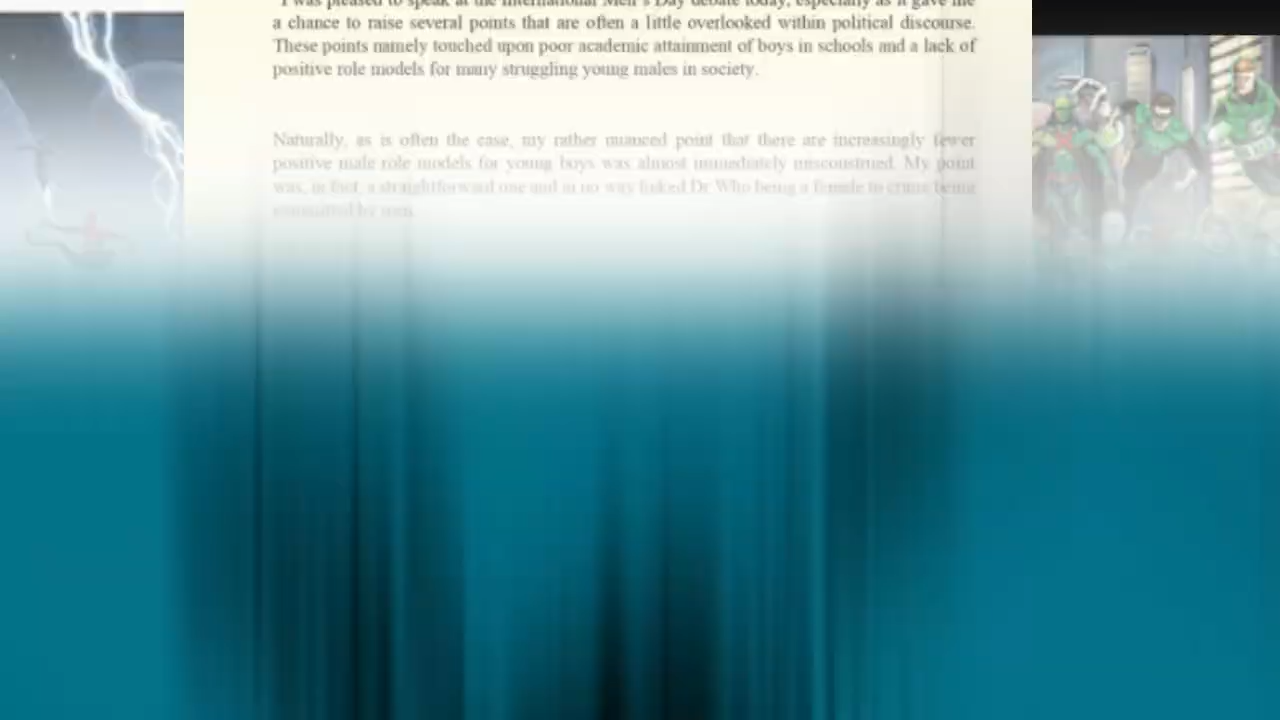 "I was pleased to speak at the International Men's Day debate today, especially as it gave me
a chance to raise several points that are often a little overlooked within political discourse.
These points namely touched upon poor academic attainment of boys in schools and a lack of
positive role models for many struggling young males in society.
Naturally, as is often the case, my rather nuanced point that there are increasingly fewer
positive male role models for young boys was almost immediately misconstrued. My point
was, in fact, a straightforward one and in no way linked Dr Who being a female to crime being
committed by men.